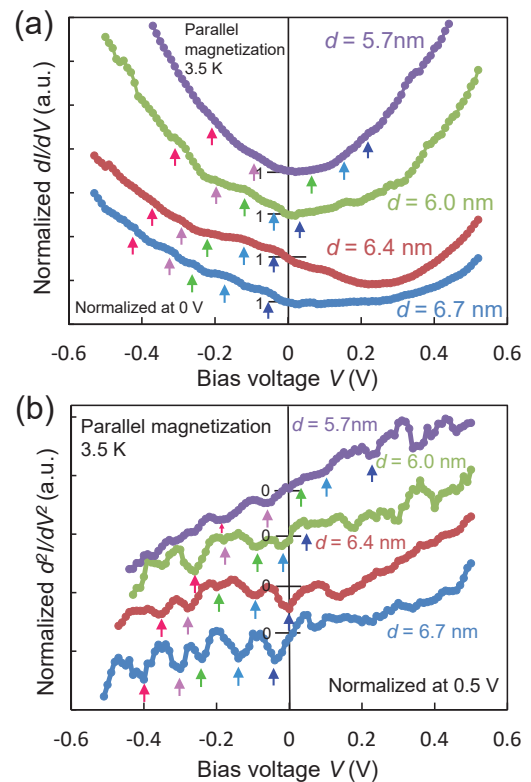 (a)
Parallel
magnetization
3.5 K
d = 5.7nm
d = 6.0 nm
d = 6.4 nm
d = 6.7 nm
1
1
1
1
Normalized at 0 V
Normalized dI/dV (a.u.)
-0.6 -0.4 -0.2 0 0.2 0.4 0.6
Bias voltage V (V)
(b)
Parallel magnetization
3.5 K
d = 5.7nm
d = 6.0 nm
d = 6.4 nm
d = 6.7 nm
0
0
0
0
Normalized at 0.5 V
Normalized d²I/dV² (a.u.)
-0.6 -0.4 -0.2 0 0.2 0.4 0.6
Bias voltage V (V)